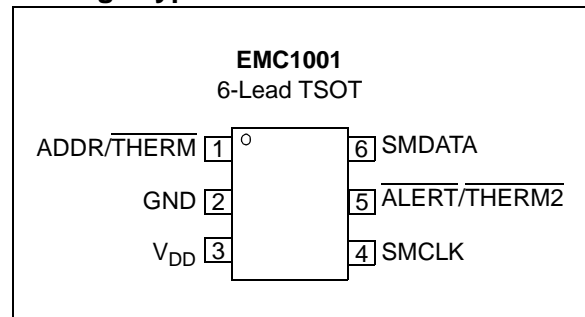 EMC1001
6-Lead TSOT
ADDR/THERM 1 6 SMDATA
GND 2 5 ALERT/THERM2
VDD 3 4 SMCLK